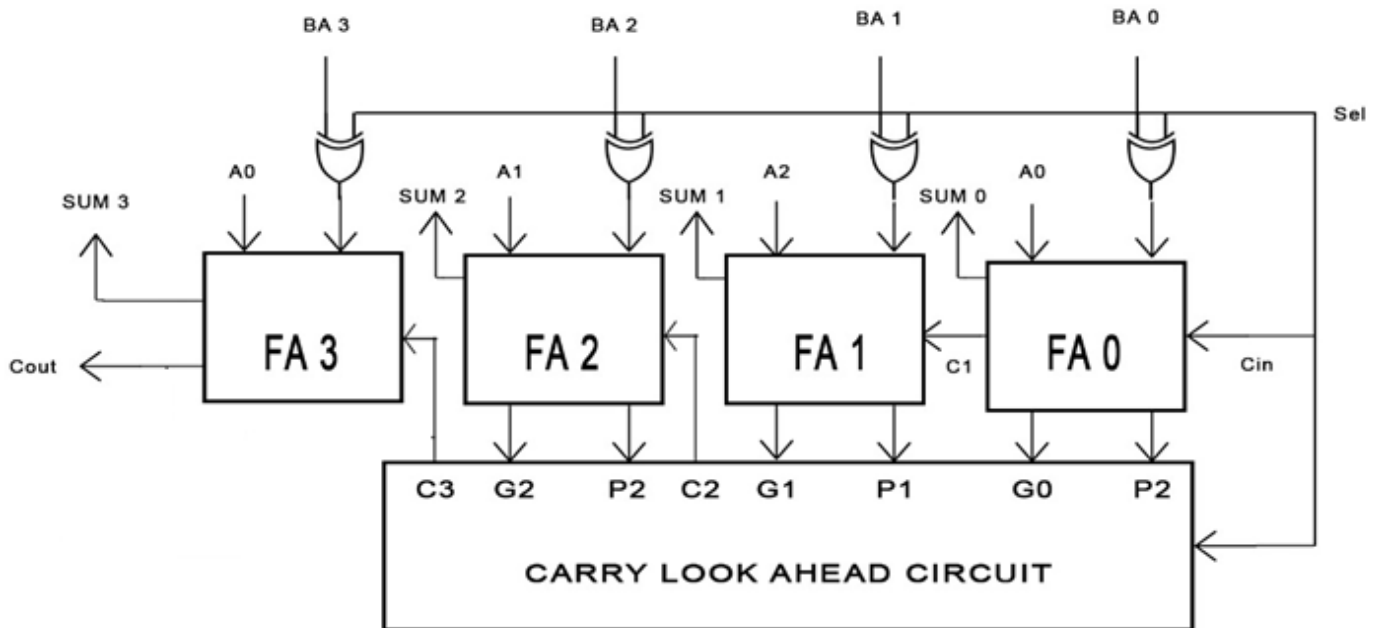 BA 3
BA 2
BA 1
BA 0
Sel
A0
A1
A2
A0
SUM 3
SUM 2
SUM 1
SUM 0
FA 3
FA 2
FA 1
FA 0
Cout
C1
Cin
C3 G2 P2 C2 G1 P1 G0 P2
CARRY LOOK AHEAD CIRCUIT